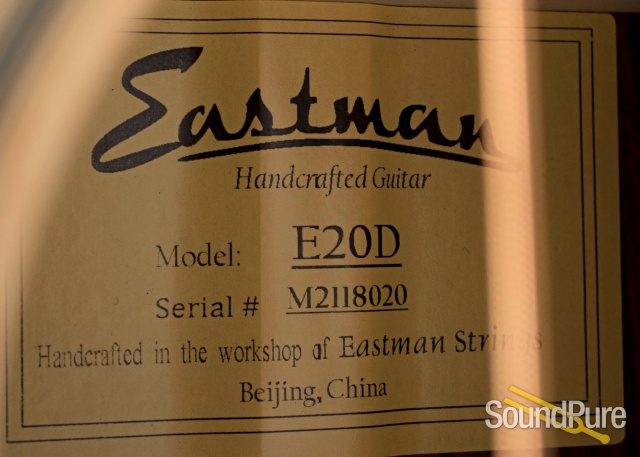 Eastman
Handcrafted Guitar
Model: E20D
Serial # M2118020
Handcrafted in the workshop of Eastman Strings
Beijing, China
SoundPure